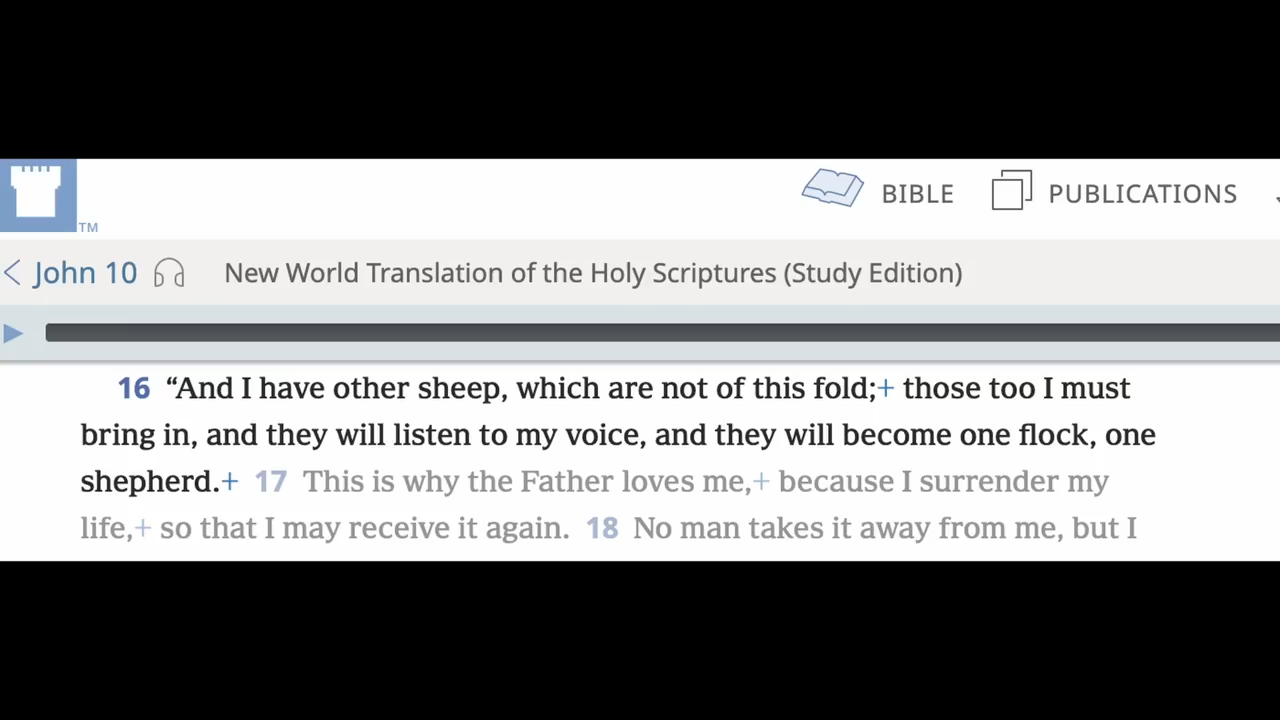 TM
BIBLE PUBLICATIONS
John 10 New World Translation of the Holy Scriptures (Study Edition)
16 “And I have other sheep, which are not of this fold;+ those too I must
bring in, and they will listen to my voice, and they will become one flock, one
shepherd.+ 17 This is why the Father loves me,+ because I surrender my
life,+ so that I may receive it again. 18 No man takes it away from me, but I